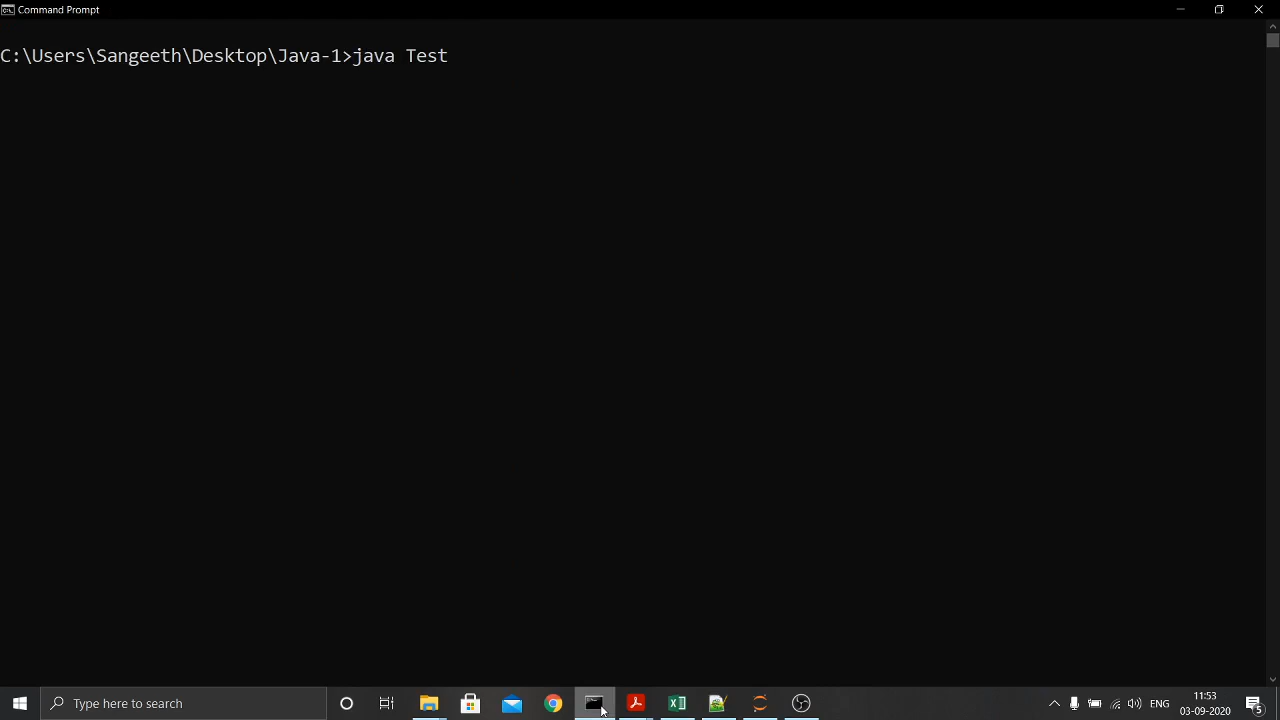 Command Prompt
C:\Users\Sangeeth\Desktop\Java-1>java Test
Type here to search
ENG
11:53
03-09-2020
5